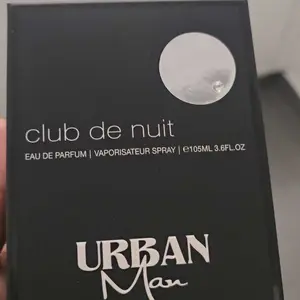 club de nuit
EAU DE PARFUM | VAPORISATEUR SPRAY | ℮105ML 3.6FL.OZ
URBAN
Man